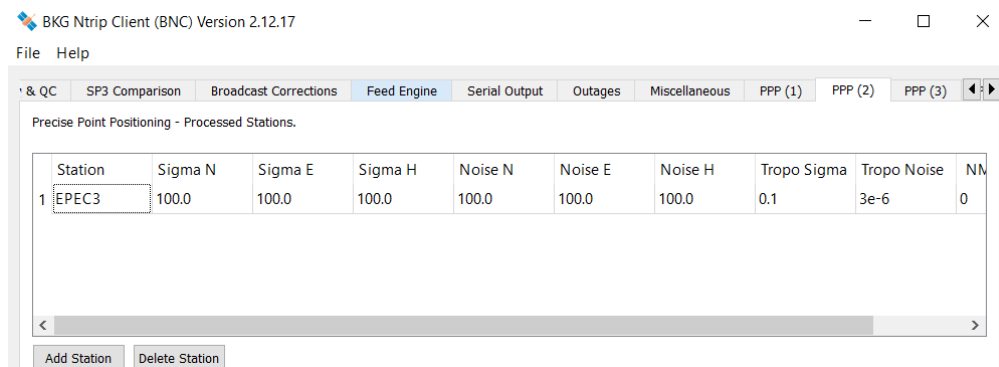 BKG Ntrip Client (BNC) Version 2.12.17
File Help
& QC SP3 Comparison Broadcast Corrections Feed Engine Serial Output Outages Miscellaneous PPP (1) PPP (2) PPP (3)
Precise Point Positioning - Processed Stations.
Station Sigma N Sigma E Sigma H Noise N Noise E Noise H Tropo Sigma Tropo Noise NM
1 EPEC3 100.0 100.0 100.0 100.0 100.0 100.0 0.1 3e-6 0
Add Station Delete Station